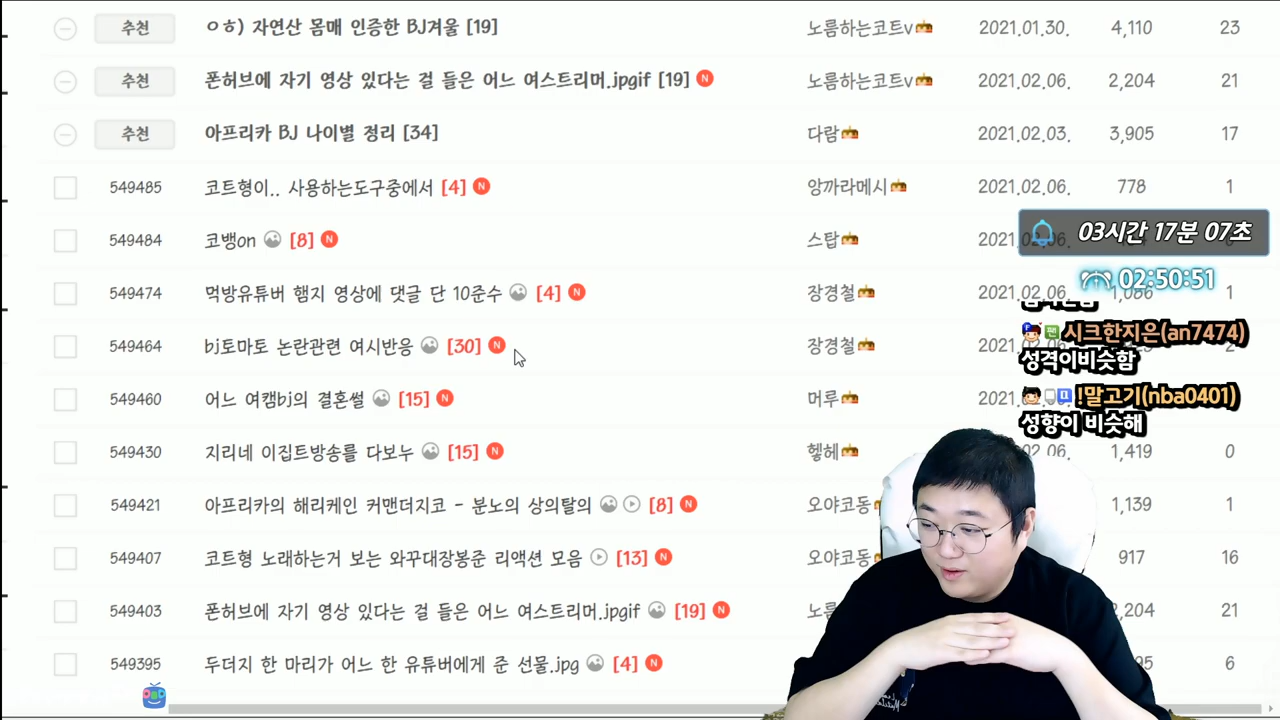 추천 ㅇㅎ) 자연산 몸매 인증한 BJ겨울 [19] 노름하는코트v 2021.01.30. 4,110 23
추천 폰허브에 자기 영상 있다는 걸 들은 어느 여스트리머.jpgif [19] N 노름하는코트v 2021.02.06. 2,204 21
추천 아프리카 BJ 나이별 정리 [34] 다람 2021.02.03. 3,905 17
549485 코트형이.. 사용하는도구중에서 [4] N 앙까라메시 2021.02.06. 778 1
549484 코뱅on [8] N 스탑 2021
03시간 17분 07초
02:50:51
549474 먹방유튜버 햄지 영상에 댓글 단 10준수 [4] N 장경철 2021.02.06. 1
시크한지은(an7474)
549464 bj토마토 논란관련 여시반응 [30] N 장경철 2021.02.06
성격이비슷함
549460 어느 여캠bj의 결혼썰 [15] N 머루 2021
!말고기(nba0401)
성향이 비슷해
549430 지리네 이집트방송를 다보누 [15] N 헿헤 02.06. 1,419 0
549421 아프리카의 해리케인 커맨더지코 - 분노의 상의탈의 [8] N 오야코동 1,139 1
549407 코트형 노래하는거 보는 와꾸대장봉준 리액션 모음 [13] N 오야코동 917 16
549403 폰허브에 자기 영상 있다는 걸 들은 어느 여스트리머.jpgif [19] N 노름 2,204 21
549395 두더지 한 마리가 어느 한 유튜버에게 준 선물.jpg [4] N 6